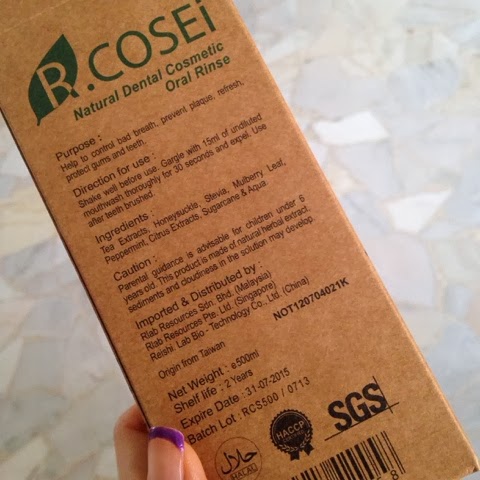 R.COSEi
Natural Dental Cosmetic
Oral Rinse
Purpose :
Help to control bad breath, prevent plaque, refresh,
protect gums and teeth.
Direction for use :
Shake well before use. Gargle with 15ml of undiluted
mouthwash thoroughly for 30 seconds and expel. Use
after teeth brushed
Ingredients :
Tea Extracts, Honeysuckle, Stevia, Mulberry Leaf,
Peppermint, Citrus Extracts, Sugarcane & Aqua
Caution :
Parental guidance is advisable for children under 6
years old. This product is made of natural herbal extract,
sediments and cloudiness in the solution may develop.
Imported & Distributed by :
Rlab Resources Sdn. Bhd. (Malaysia)
Rlab Resources Pte. Ltd (Singapore)
Reishi. Lab Bio - Technology Co., Ltd. (China)
NOT120704021K
Origin from Taiwan
Net Weight : e500ml
Shelf life : 2 Years
Expire Date : 31-07-2015
Batch Lot : RCS500 / 0713
حلال
HALAL
HACCP
SGS